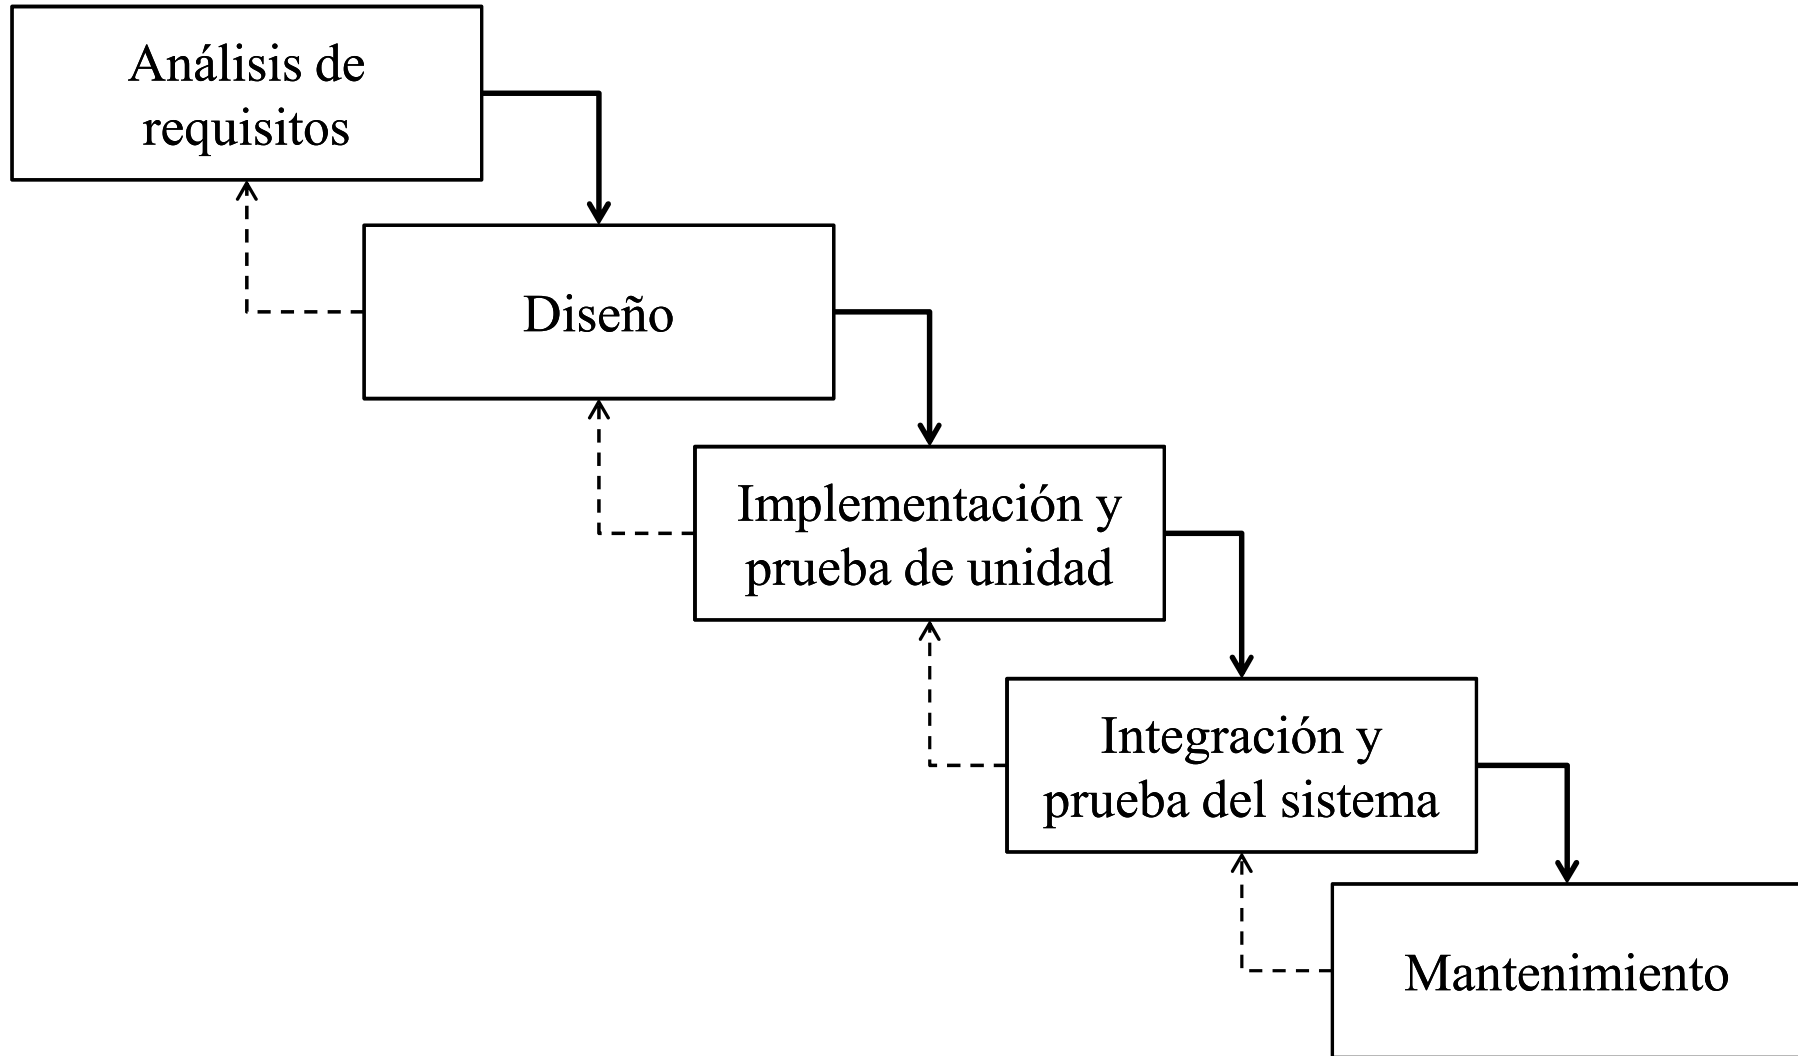 Análisis de
requisitos
Diseño
Implementación y
prueba de unidad
Integración y
prueba del sistema
Mantenimiento